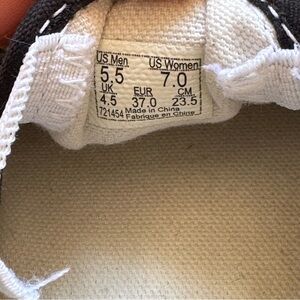 US Men US Women
5.5 7.0
UK EUR CM
4.5 37.0 23.5
721454 Made in China
Fabriqué en Chine